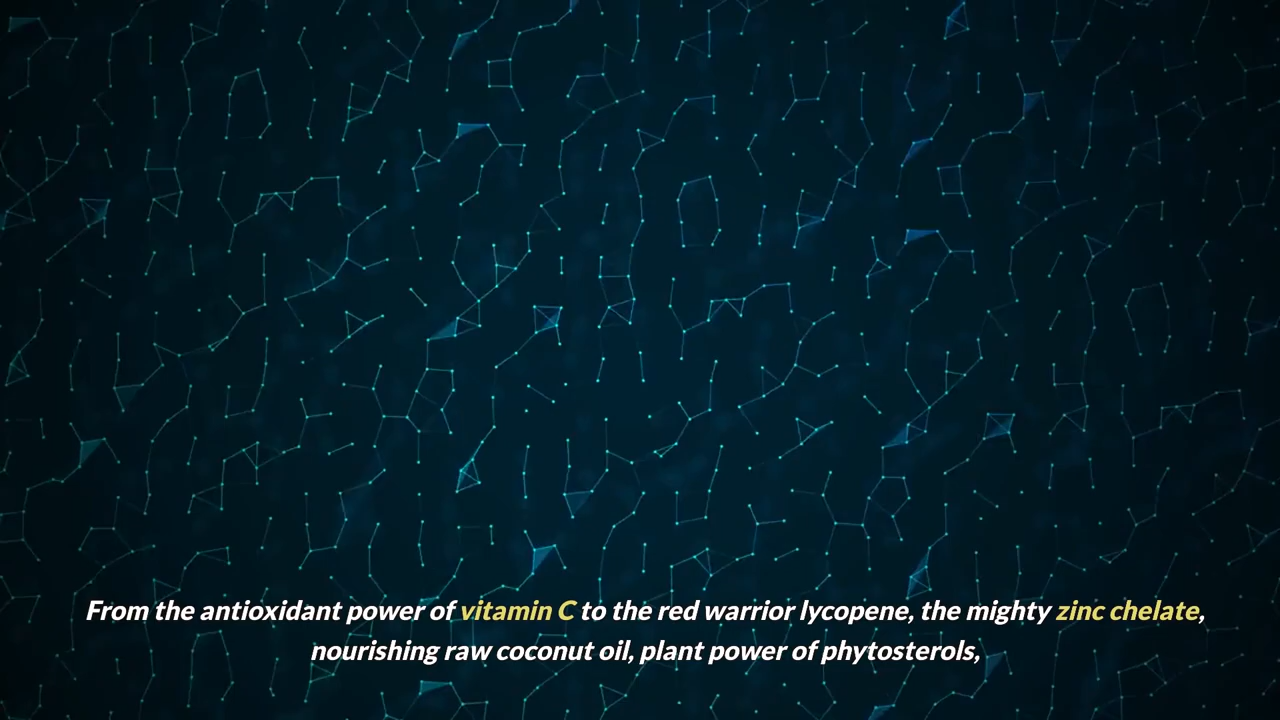 From the antioxidant power of vitamin C to the red warrior lycopene, the mighty zinc chelate,
nourishing raw coconut oil, plant power of phytosterols,